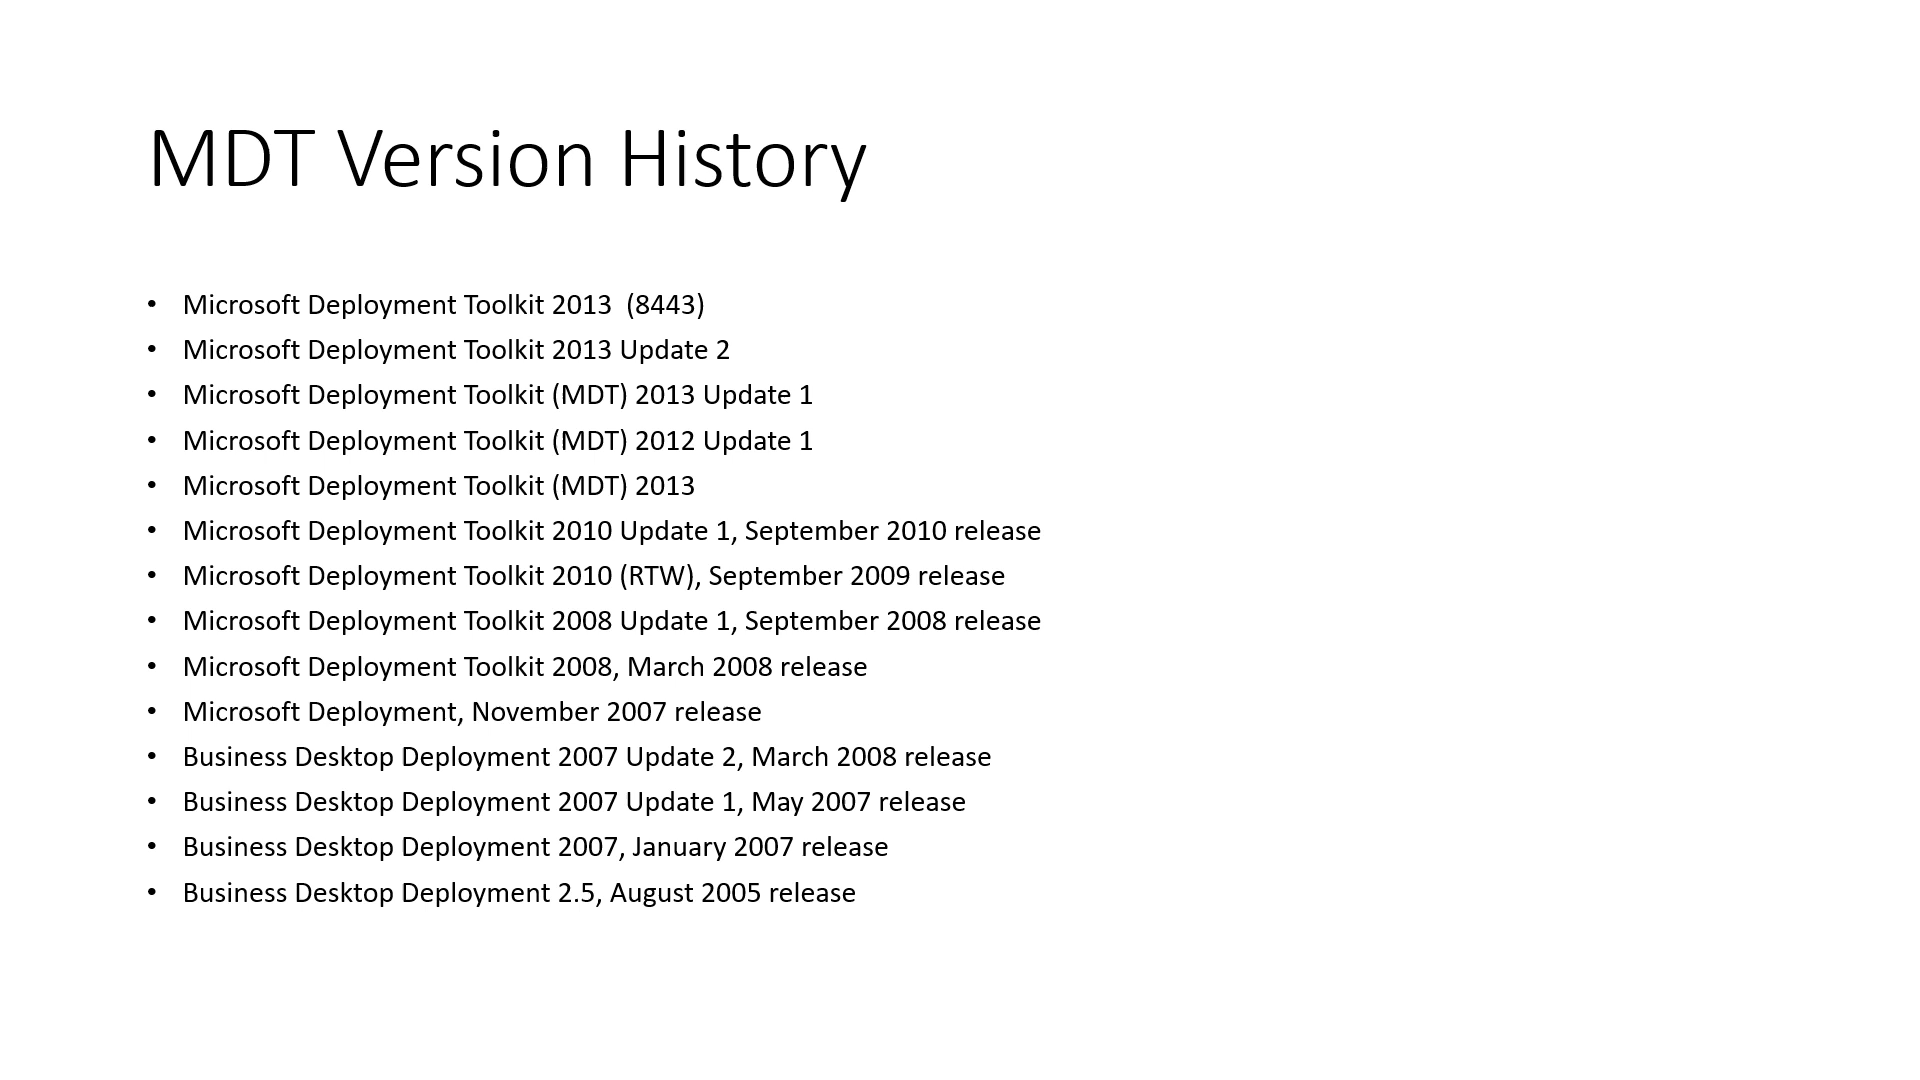 MDT Version History
• Microsoft Deployment Toolkit 2013  (8443)
• Microsoft Deployment Toolkit 2013 Update 2
• Microsoft Deployment Toolkit (MDT) 2013 Update 1
• Microsoft Deployment Toolkit (MDT) 2012 Update 1
• Microsoft Deployment Toolkit (MDT) 2013
• Microsoft Deployment Toolkit 2010 Update 1, September 2010 release
• Microsoft Deployment Toolkit 2010 (RTW), September 2009 release
• Microsoft Deployment Toolkit 2008 Update 1, September 2008 release
• Microsoft Deployment Toolkit 2008, March 2008 release
• Microsoft Deployment, November 2007 release
• Business Desktop Deployment 2007 Update 2, March 2008 release
• Business Desktop Deployment 2007 Update 1, May 2007 release
• Business Desktop Deployment 2007, January 2007 release
• Business Desktop Deployment 2.5, August 2005 release